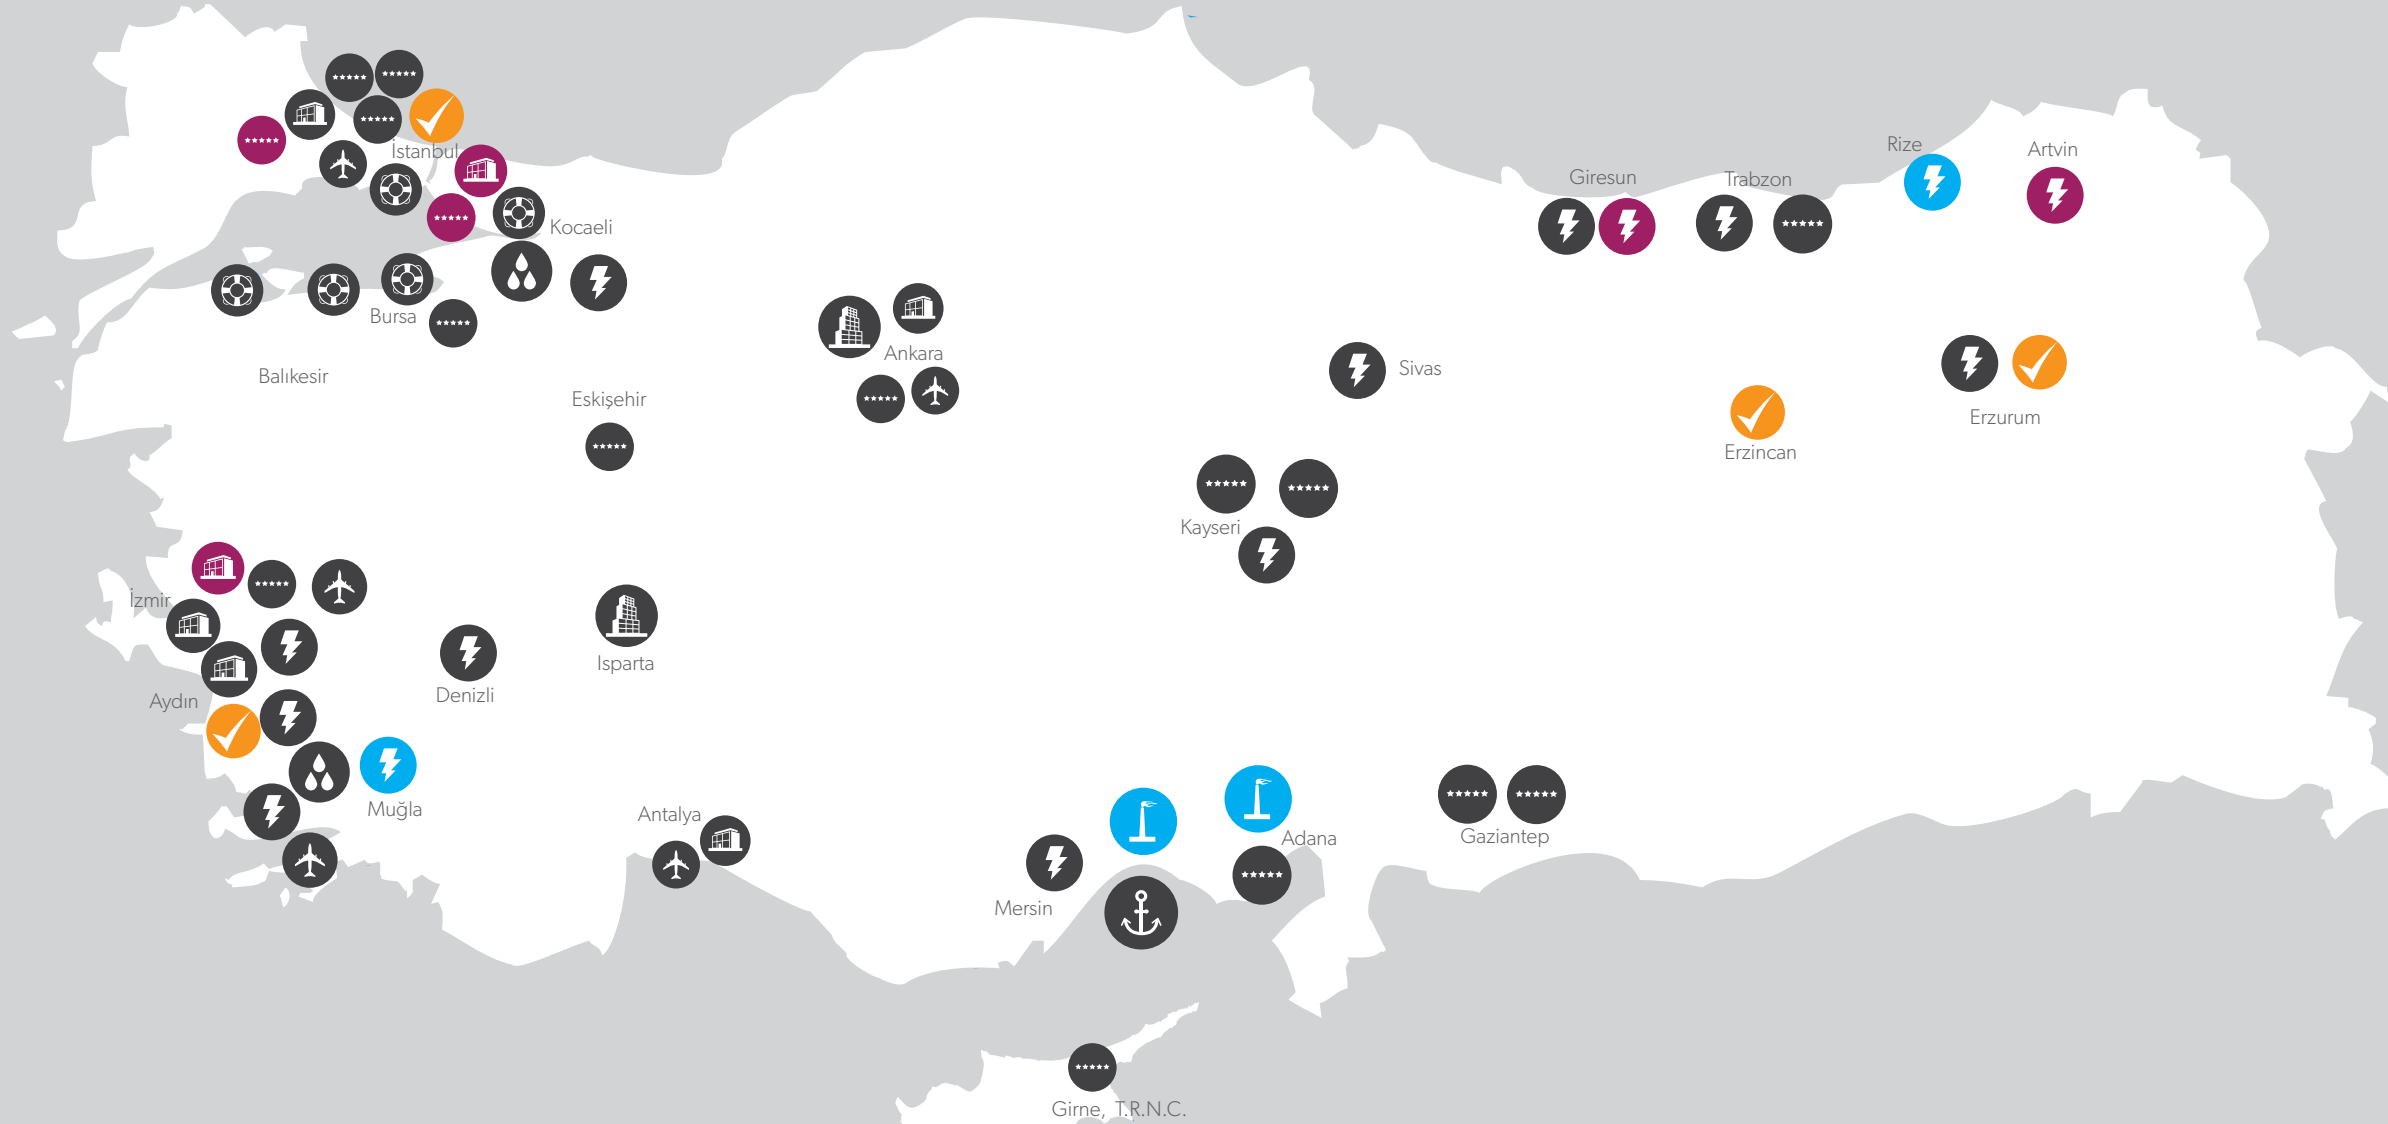 Rize
Artvin
İstanbul
Giresun
Trabzon
Kocaeli
Bursa
Ankara
Sivas
Balıkesir
Eskişehir
Erzurum
Erzincan
Kayseri
İzmir
Isparta
Aydın
Denizli
Muğla
Antalya
Adana
Gaziantep
Mersin
Girne, T.R.N.C.